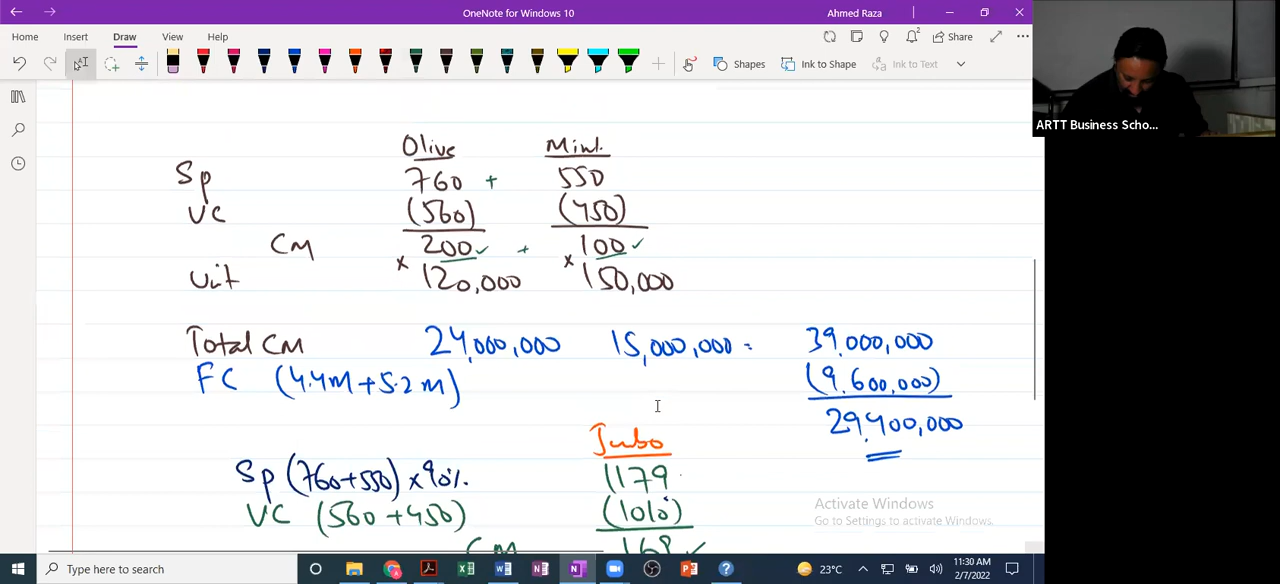 OneNote for Windows 10
Ahmed Raza
Home Insert Draw View Help
Share
Shapes Ink to Shape Ink to Text
ARTT Business Scho...
Olive Mint.
Sp 760 + 550
VC (560) (450)
CM 200 ✓ + 100 ✓
Unit × 120,000 × 150,000
Total CM 24,000,000 15,000,000 = 39,000,000
FC (4.4m+5.2m) (9,600,000)
29,400,000
Jubo
Sp (760+550) ×90%. 1179
VC (560+450) (1010)
CM 168 ✓
Activate Windows
Go to Settings to activate Windows.
Type here to search
23°C
11:30 AM
2/7/2022